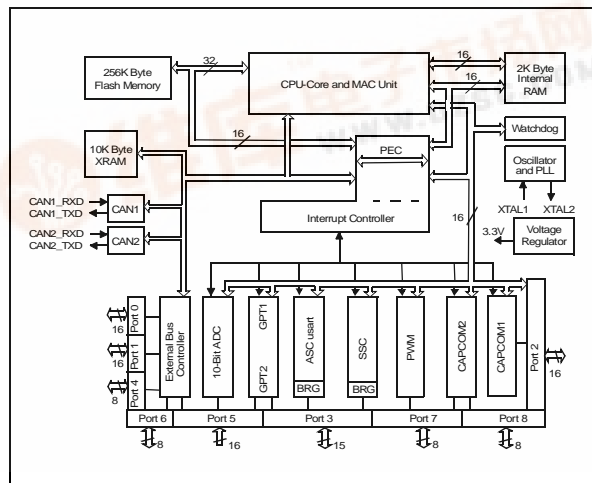 32
16
256K Byte
Flash Memory
CPU-Core and MAC Unit
2K Byte
Internal
RAM
16
16
Watchdog
10K Byte
XRAM
PEC
Oscillator
and PLL
CAN1_RXD
CAN1_TXD
CAN1
XTAL1
XTAL2
16
Interrupt Controller
CAN2_RXD
CAN2_TXD
CAN2
3.3V
Voltage
Regulator
Port 0
16
Port 1
16
Port 4
8
External Bus
Controller
10-Bit ADC
GPT1
GPT2
ASC usart
BRG
SSC
BRG
PWM
CAPCOM2
CAPCOM1
Port 2
16
Port 6
Port 5
Port 3
Port 7
Port 8
8
16
15
8
8